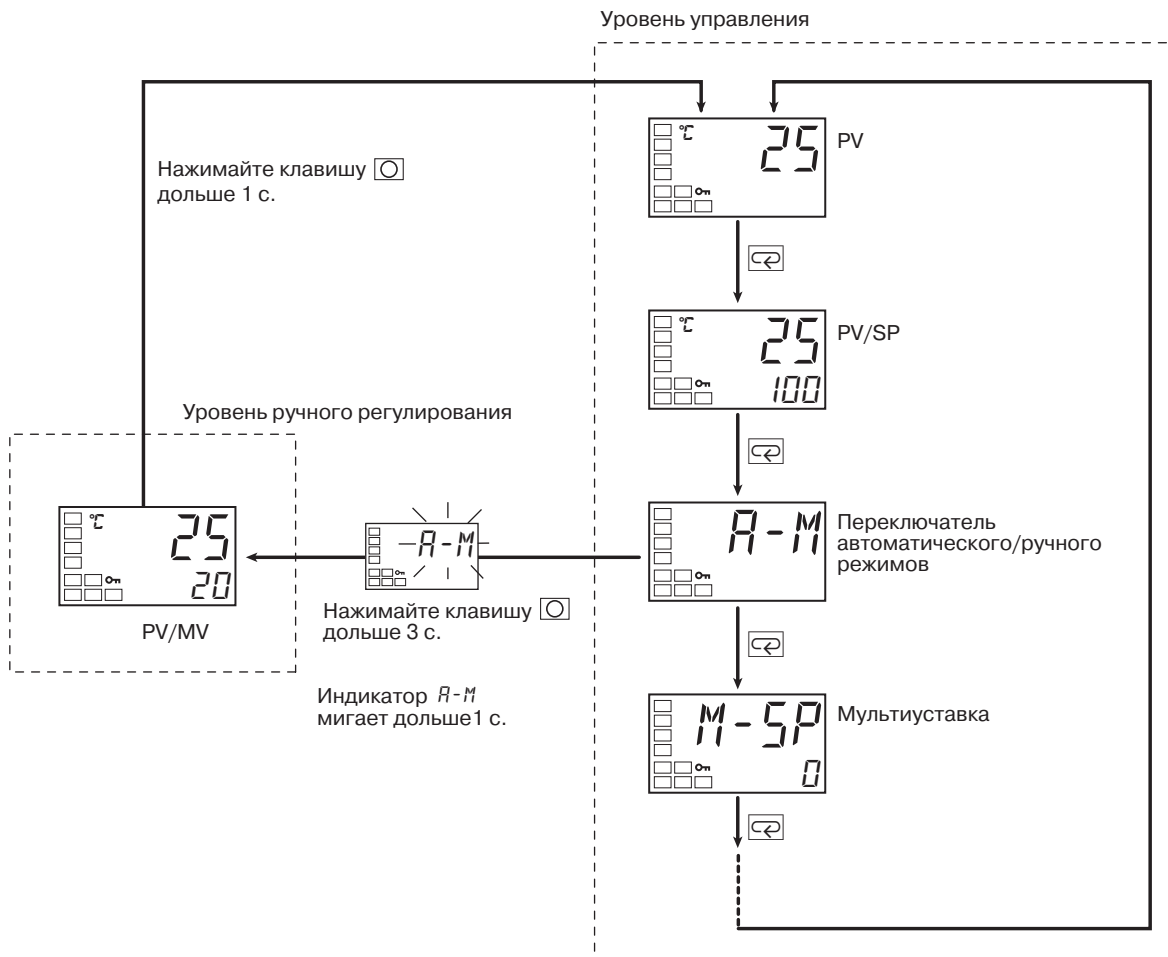 Уровень управления
°C 25
PV
Нажимайте клавишу
дольше 1 с.
°C 25
PV/SP
100
Уровень ручного регулирования
°C 25
20
PV/MV
A-M
Нажимайте клавишу
дольше 3 с.
A-M
Переключатель
автоматического/ручного
режимов
Индикатор A-M
мигает дольше1 с.
M-SP
Мультиуставка
0